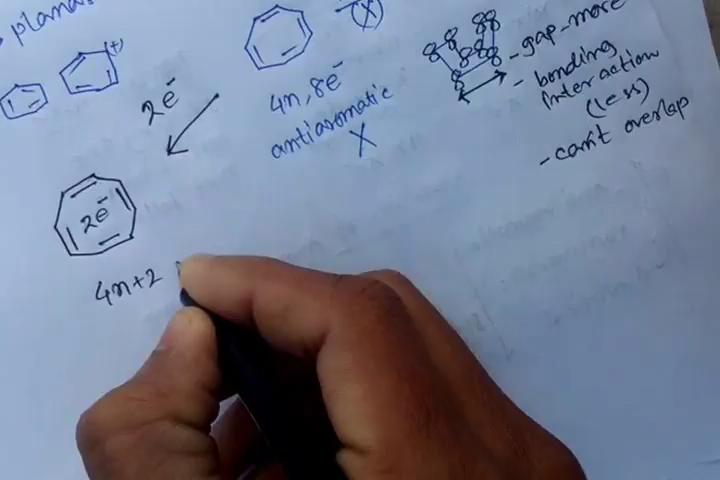 planar
(+)
(X)
2e⁻
4n, 8e⁻
antiaromatic
X
- gap more
- bonding
interaction
(less)
- can't overlap
2e⁻
4n+2